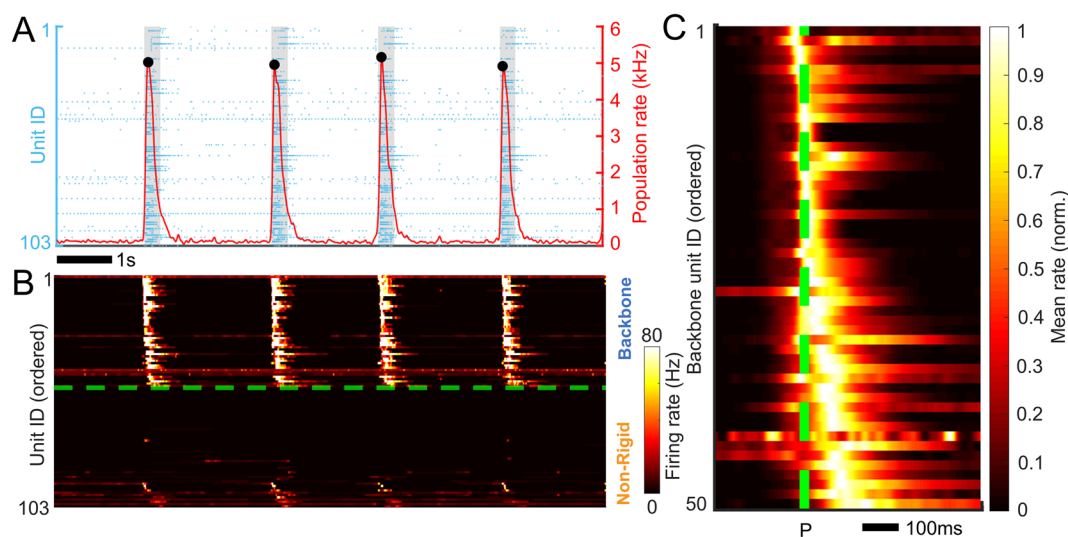 A
1
Unit ID
103
6
5
4
3
2
1
0
Population rate (kHz)
1s
B
1
Unit ID (ordered)
103
Backbone
Non-Rigid
80
0
Firing rate (Hz)
C
1
Backbone unit ID (ordered)
50
P
100ms
1
0.9
0.8
0.7
0.6
0.5
0.4
0.3
0.2
0.1
0
Mean rate (norm.)